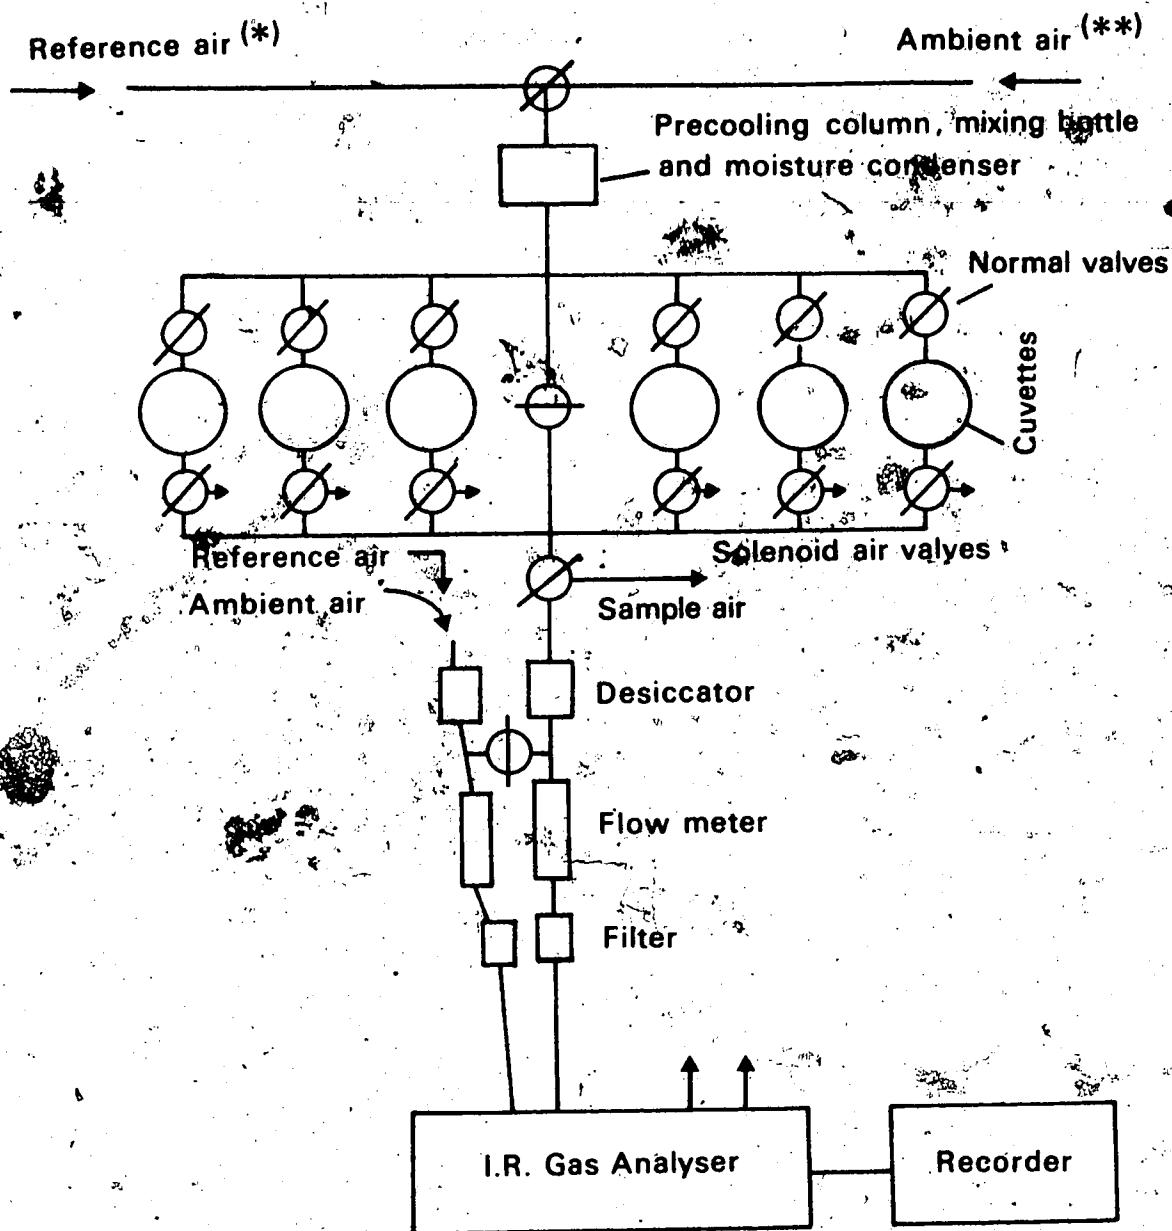 Reference air (*)
Ambient air (**)
Precooling column, mixing bottle
and moisture condenser
Normal valves
Cuvettes
Reference air
Solenoid air valves
Ambient air
Sample air
Desiccator
Flow meter
Filter
I.R. Gas Analyser
Recorder